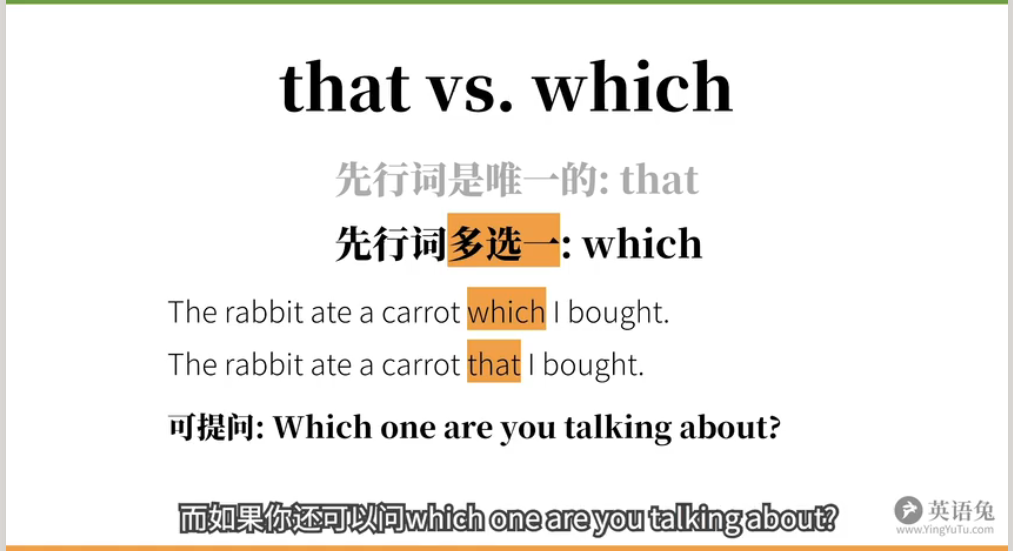 that vs. which
先行词是唯一的: that
先行词多选一: which
The rabbit ate a carrot which I bought.
The rabbit ate a carrot that I bought.
可提问: Which one are you talking about?
而如果你还可以问which one are you talking about?
英语兔
www.YingYuTu.com